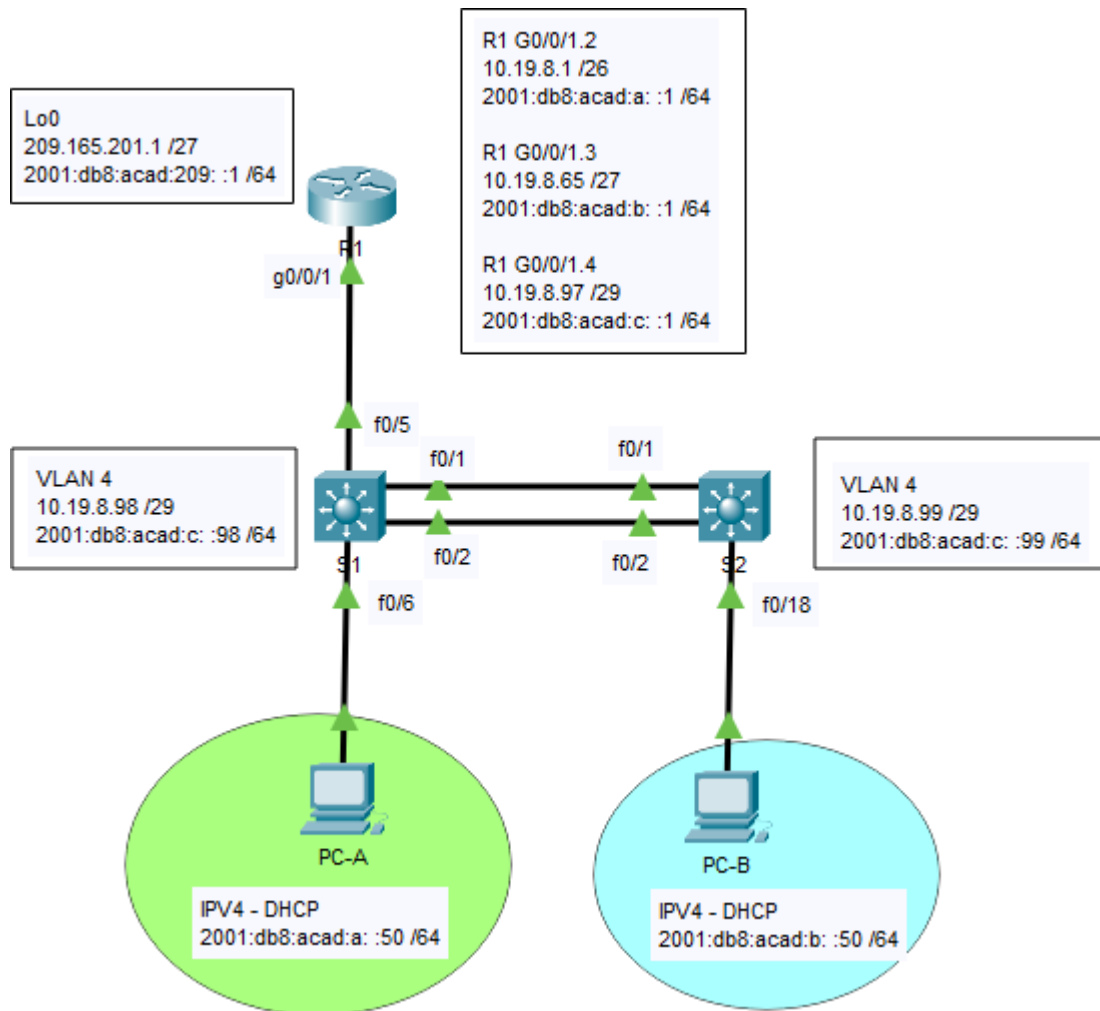 R1 G0/0/1.2
10.19.8.1 /26
2001:db8:acad:a: :1 /64
R1 G0/0/1.3
10.19.8.65 /27
2001:db8:acad:b: :1 /64
R1 G0/0/1.4
10.19.8.97 /29
2001:db8:acad:c: :1 /64
Lo0
209.165.201.1 /27
2001:db8:acad:209: :1 /64
R1
g0/0/1
f0/5
f0/1
f0/1
VLAN 4
10.19.8.98 /29
2001:db8:acad:c: :98 /64
VLAN 4
10.19.8.99 /29
2001:db8:acad:c: :99 /64
S1
f0/2
f0/2
S2
f0/6
f0/18
PC-A
PC-B
IPV4 - DHCP
2001:db8:acad:a: :50 /64
IPV4 - DHCP
2001:db8:acad:b: :50 /64